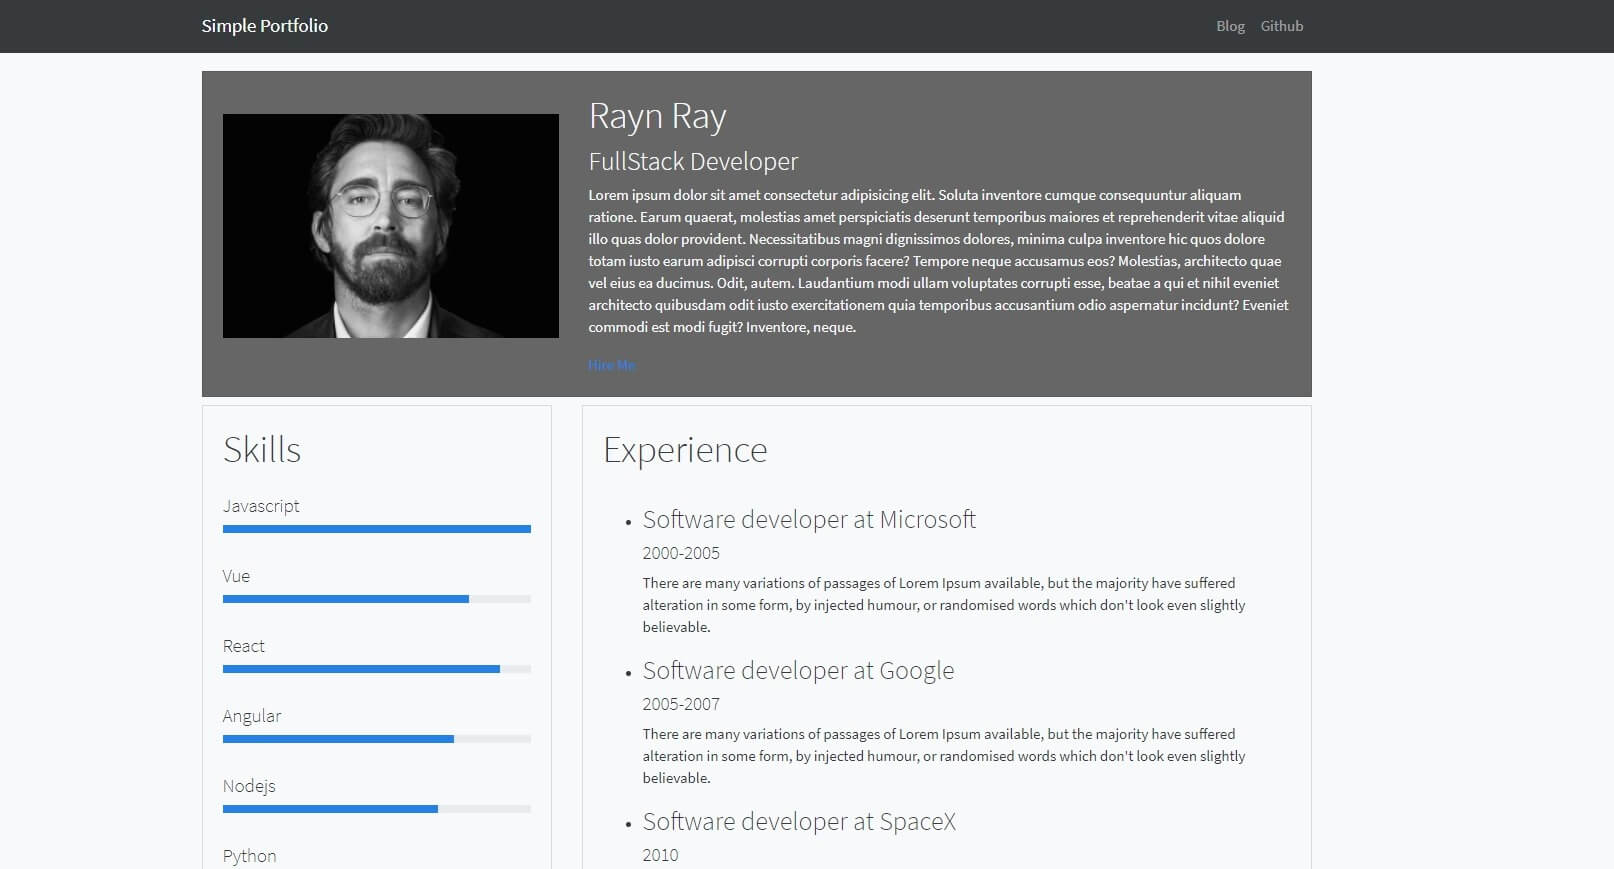 Simple Portfolio
Blog Github
Rayn Ray
FullStack Developer
Lorem ipsum dolor sit amet consectetur adipisicing elit. Soluta inventore cumque consequuntur aliquam
ratione. Earum quaerat, molestias amet perspiciatis deserunt temporibus maiores et reprehenderit vitae aliquid
illo quas dolor provident. Necessitatibus magni dignissimos dolores, minima culpa inventore hic quos dolore
totam iusto earum adipisci corrupti corporis facere? Tempore neque accusamus eos? Molestias, architecto quae
vel eius ea ducimus. Odit, autem. Laudantium modi ullam voluptates corrupti esse, beatae a qui et nihil eveniet
architecto quibusdam odit iusto exercitationem quia temporibus accusantium odio aspernatur incidunt? Eveniet
commodi est modi fugit? Inventore, neque.
Hire Me
Skills
Javascript
Vue
React
Angular
Nodejs
Python
Experience
Software developer at Microsoft
2000-2005
There are many variations of passages of Lorem Ipsum available, but the majority have suffered
alteration in some form, by injected humour, or randomised words which don't look even slightly
believable.
Software developer at Google
2005-2007
There are many variations of passages of Lorem Ipsum available, but the majority have suffered
alteration in some form, by injected humour, or randomised words which don't look even slightly
believable.
Software developer at SpaceX
2010